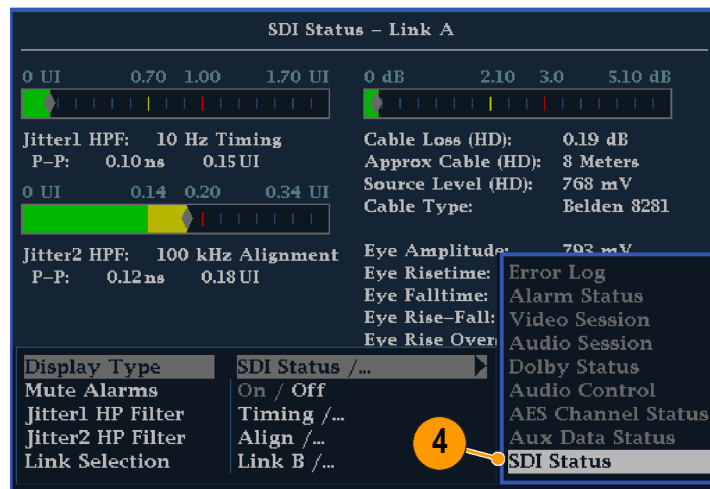 SDI Status – Link A
0 UI 0.70 1.00 1.70 UI
Jitter1 HPF: 10 Hz Timing
P–P: 0.10 ns 0.15 UI
0 UI 0.14 0.20 0.34 UI
Jitter2 HPF: 100 kHz Alignment
P–P: 0.12 ns 0.18 UI
0 dB 2.10 3.0 5.10 dB
Cable Loss (HD): 0.19 dB
Approx Cable (HD): 8 Meters
Source Level (HD): 768 mV
Cable Type: Belden 8281
Eye Amplitude: 793 mV
Eye Risetime:
Eye Falltime:
Eye Rise–Fall:
Eye Rise
Display Type SDI Status /...
Mute Alarms On / Off
Jitter1 HP Filter Timing /...
Jitter2 HP Filter Align /...
Link Selection Link B /...
Error Log
Alarm Status
Video Session
Audio Session
Dolby Status
Audio Control
AES Channel Status
Aux Data Status
SDI Status
4